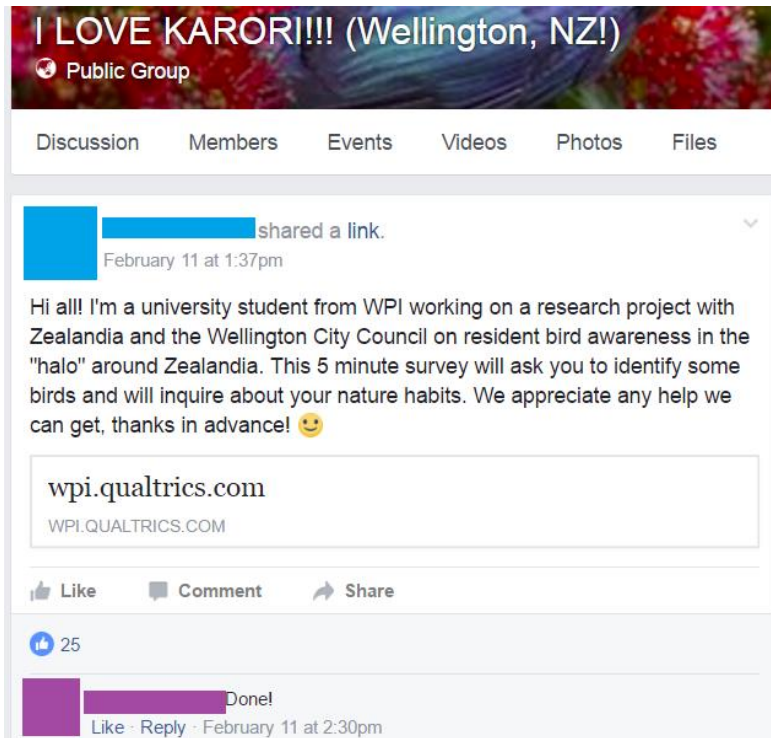 I LOVE KARORI!!! (Wellington, NZ!)
Public Group
Discussion Members Events Videos Photos Files
shared a link.
February 11 at 1:37pm
Hi all! I'm a university student from WPI working on a research project with
Zealandia and the Wellington City Council on resident bird awareness in the
"halo" around Zealandia. This 5 minute survey will ask you to identify some
birds and will inquire about your nature habits. We appreciate any help we
can get, thanks in advance! 🙂
wpi.qualtrics.com
WPI.QUALTRICS.COM
Like Comment Share
25
Done!
Like · Reply · February 11 at 2:30pm